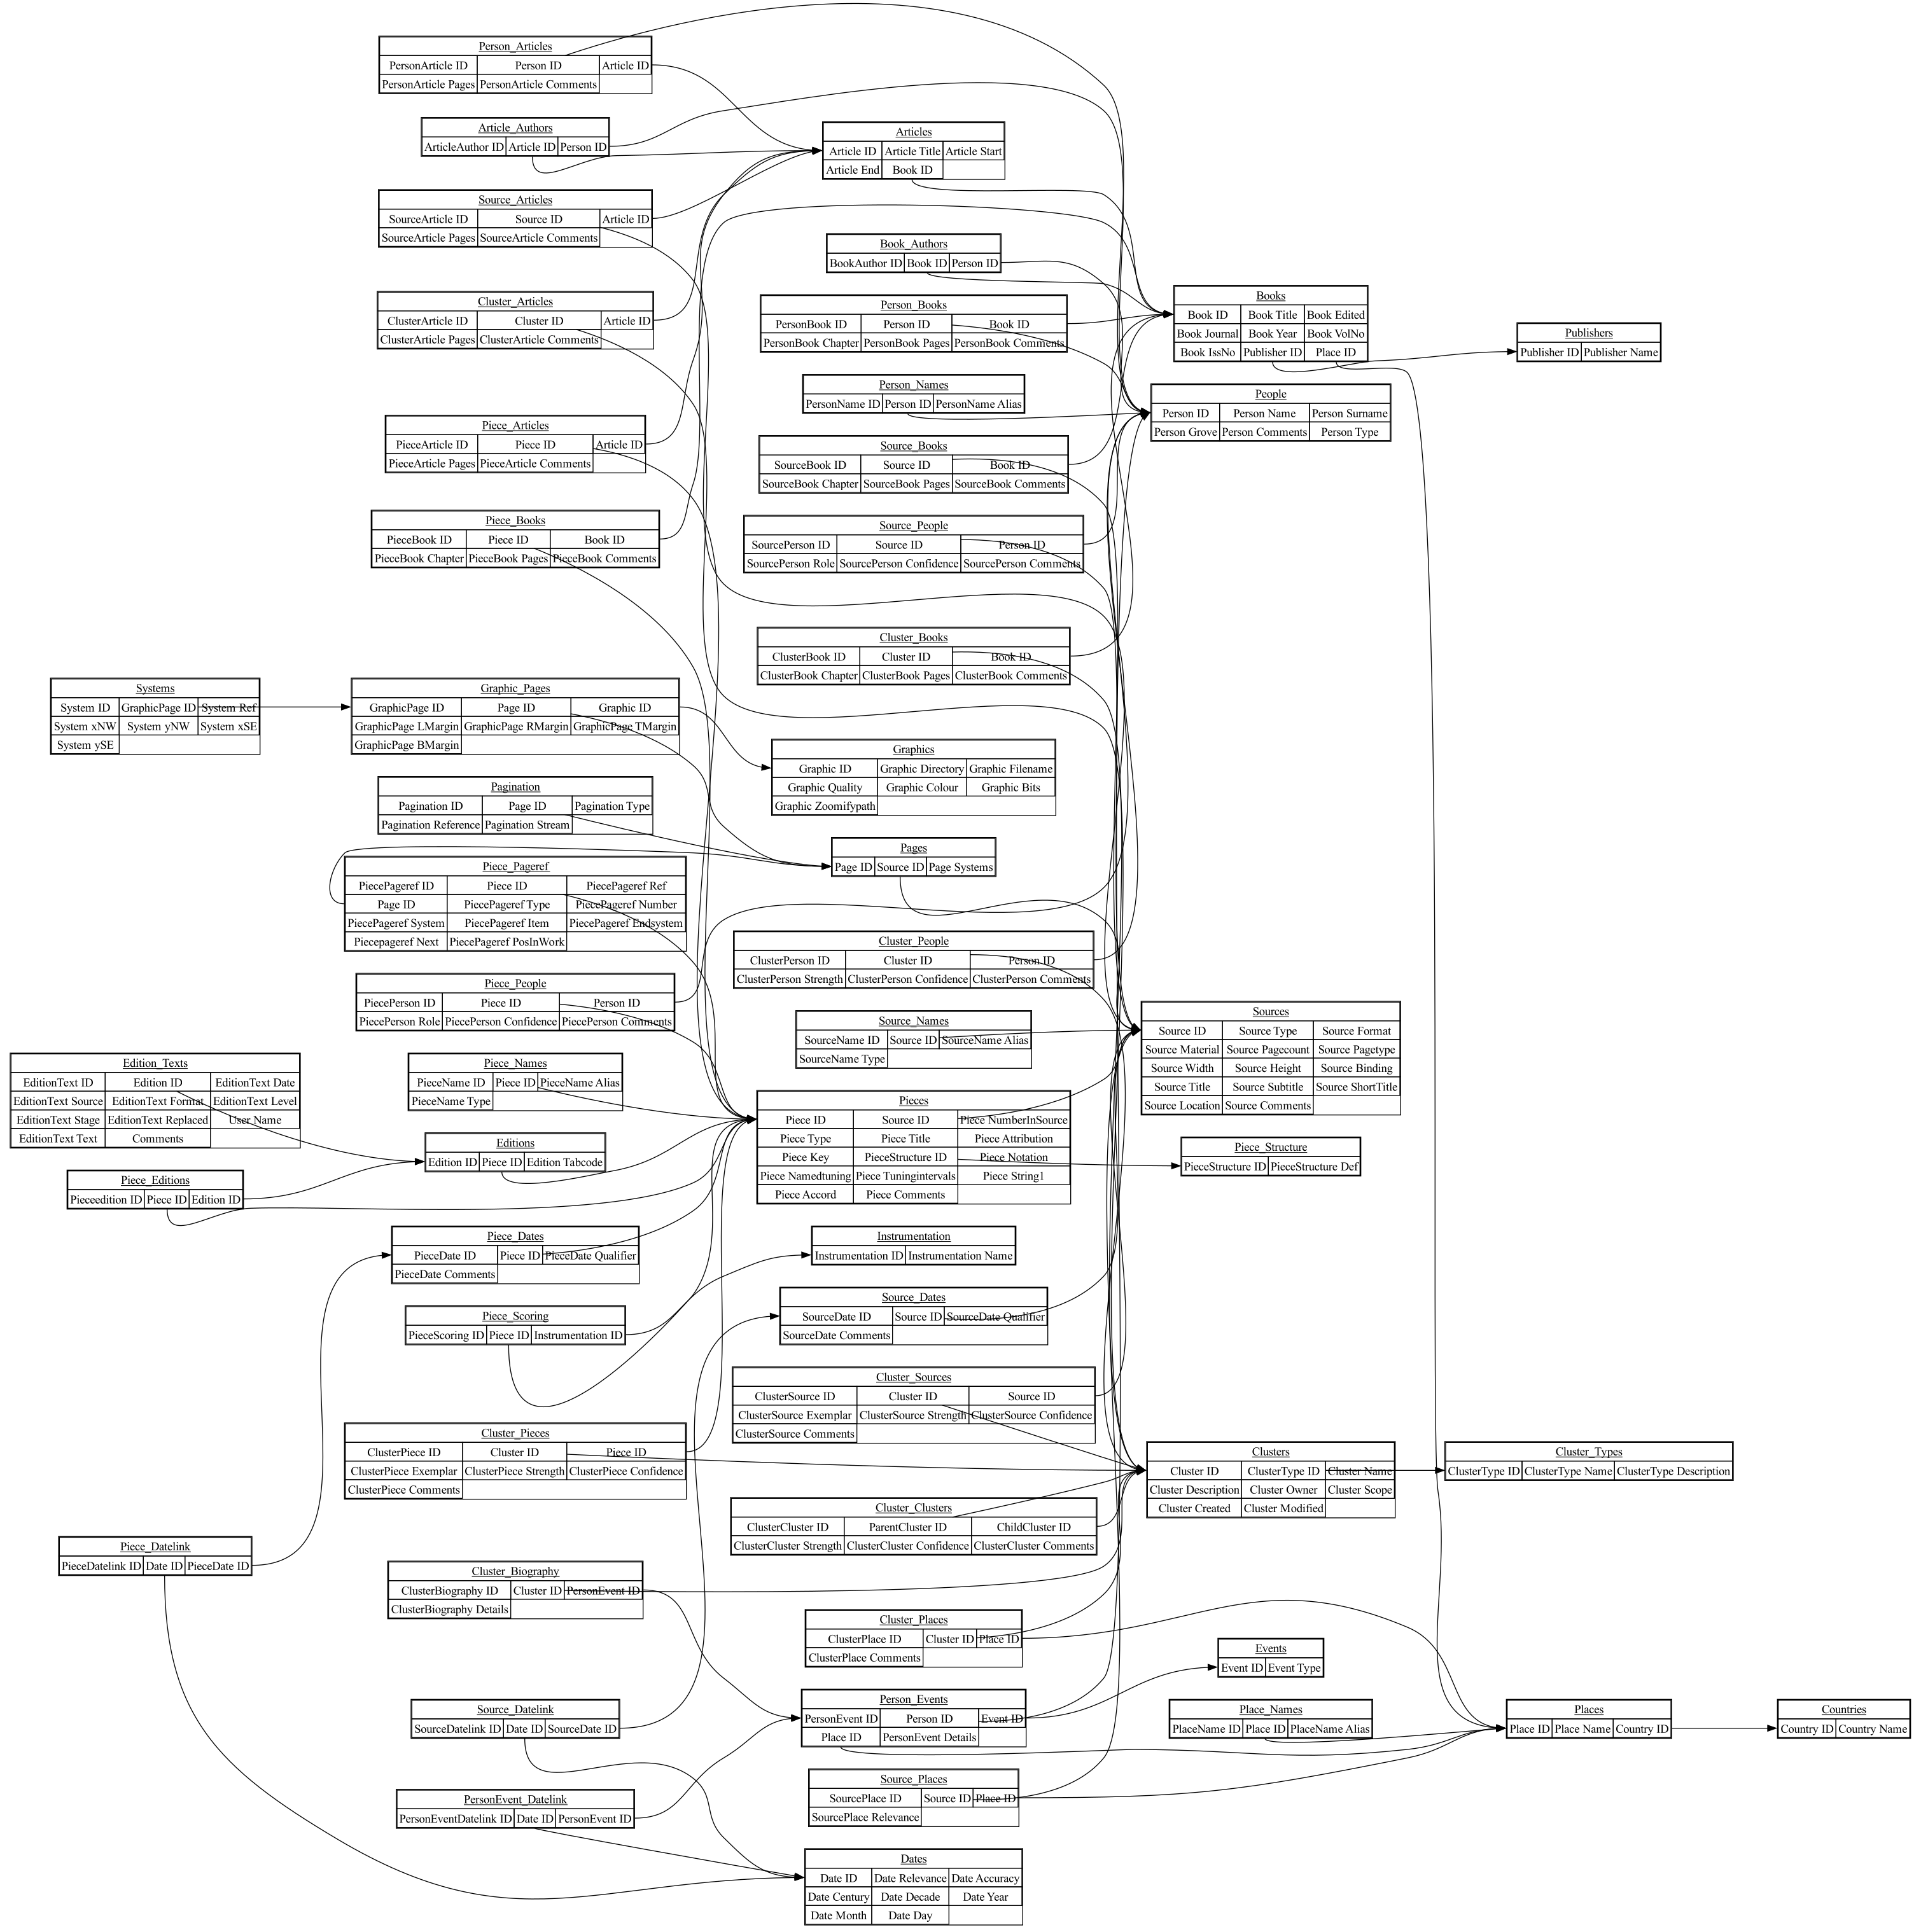 Person_Articles
PersonArticle ID Person ID Article ID
PersonArticle Pages PersonArticle Comments
Article_Authors
ArticleAuthor ID Article ID Person ID
Articles
Article ID Article Title Article Start
Article End Book ID
Source_Articles
SourceArticle ID Source ID Article ID
SourceArticle Pages SourceArticle Comments
Book_Authors
BookAuthor ID Book ID Person ID
Cluster_Articles
ClusterArticle ID Cluster ID Article ID
ClusterArticle Pages ClusterArticle Comments
Person_Books
PersonBook ID Person ID Book ID
PersonBook Chapter PersonBook Pages PersonBook Comments
Books
Book ID Book Title Book Edited
Book Journal Book Year Book VolNo
Book IssNo Publisher ID Place ID
Publishers
Publisher ID Publisher Name
Person_Names
PersonName ID Person ID PersonName Alias
People
Person ID Person Name Person Surname
Person Grove Person Comments Person Type
Piece_Articles
PieceArticle ID Piece ID Article ID
PieceArticle Pages PieceArticle Comments
Source_Books
SourceBook ID Source ID Book ID
SourceBook Chapter SourceBook Pages SourceBook Comments
Piece_Books
PieceBook ID Piece ID Book ID
PieceBook Chapter PieceBook Pages PieceBook Comments
Source_People
SourcePerson ID Source ID Person ID
SourcePerson Role SourcePerson Confidence SourcePerson Comments
Cluster_Books
ClusterBook ID Cluster ID Book ID
ClusterBook Chapter ClusterBook Pages ClusterBook Comments
Systems
System ID GraphicPage ID System Ref
System xNW System yNW System xSE
System ySE
Graphic_Pages
GraphicPage ID Page ID Graphic ID
GraphicPage LMargin GraphicPage RMargin GraphicPage TMargin
GraphicPage BMargin
Graphics
Graphic ID Graphic Directory Graphic Filename
Graphic Quality Graphic Colour Graphic Bits
Graphic Zoomifypath
Pagination
Pagination ID Page ID Pagination Type
Pagination Reference Pagination Stream
Pages
Page ID Source ID Page Systems
Piece_Pageref
PiecePageref ID Piece ID PiecePageref Ref
Page ID PiecePageref Type PiecePageref Number
PiecePageref System PiecePageref Item PiecePageref Endsystem
Piecepageref Next PiecePageref PosInWork
Cluster_People
ClusterPerson ID Cluster ID Person ID
ClusterPerson Strength ClusterPerson Confidence ClusterPerson Comments
Piece_People
PiecePerson ID Piece ID Person ID
PiecePerson Role PiecePerson Confidence PiecePerson Comments
Source_Names
SourceName ID Source ID SourceName Alias
SourceName Type
Sources
Source ID Source Type Source Format
Source Material Source Pagecount Source Pagetype
Source Width Source Height Source Binding
Source Title Source Subtitle Source ShortTitle
Source Location Source Comments
Edition_Texts
EditionText ID Edition ID EditionText Date
EditionText Source EditionText Format EditionText Level
EditionText Stage EditionText Replaced User Name
EditionText Text Comments
Piece_Names
PieceName ID Piece ID PieceName Alias
PieceName Type
Pieces
Piece ID Source ID Piece NumberInSource
Piece Type Piece Title Piece Attribution
Piece Key PieceStructure ID Piece Notation
Piece Namedtuning Piece Tuningintervals Piece String1
Piece Accord Piece Comments
Editions
Edition ID Piece ID Edition Tabcode
Piece_Structure
PieceStructure ID PieceStructure Def
Piece_Editions
Pieceedition ID Piece ID Edition ID
Piece_Dates
PieceDate ID Piece ID PieceDate Qualifier
PieceDate Comments
Instrumentation
Instrumentation ID Instrumentation Name
Source_Dates
SourceDate ID Source ID SourceDate Qualifier
SourceDate Comments
Piece_Scoring
PieceScoring ID Piece ID Instrumentation ID
Cluster_Sources
ClusterSource ID Cluster ID Source ID
ClusterSource Exemplar ClusterSource Strength ClusterSource Confidence
ClusterSource Comments
Cluster_Pieces
ClusterPiece ID Cluster ID Piece ID
ClusterPiece Exemplar ClusterPiece Strength ClusterPiece Confidence
ClusterPiece Comments
Clusters
Cluster ID ClusterType ID Cluster Name
Cluster Description Cluster Owner Cluster Scope
Cluster Created Cluster Modified
Cluster_Types
ClusterType ID ClusterType Name ClusterType Description
Cluster_Clusters
ClusterCluster ID ParentCluster ID ChildCluster ID
ClusterCluster Strength ClusterCluster Confidence ClusterCluster Comments
Piece_Datelink
PieceDatelink ID Date ID PieceDate ID
Cluster_Biography
ClusterBiography ID Cluster ID PersonEvent ID
ClusterBiography Details
Cluster_Places
ClusterPlace ID Cluster ID Place ID
ClusterPlace Comments
Events
Event ID Event Type
Person_Events
PersonEvent ID Person ID Event ID
Place ID PersonEvent Details
Source_Datelink
SourceDatelink ID Date ID SourceDate ID
Place_Names
PlaceName ID Place ID PlaceName Alias
Places
Place ID Place Name Country ID
Countries
Country ID Country Name
Source_Places
SourcePlace ID Source ID Place ID
SourcePlace Relevance
PersonEvent_Datelink
PersonEventDatelink ID Date ID PersonEvent ID
Dates
Date ID Date Relevance Date Accuracy
Date Century Date Decade Date Year
Date Month Date Day